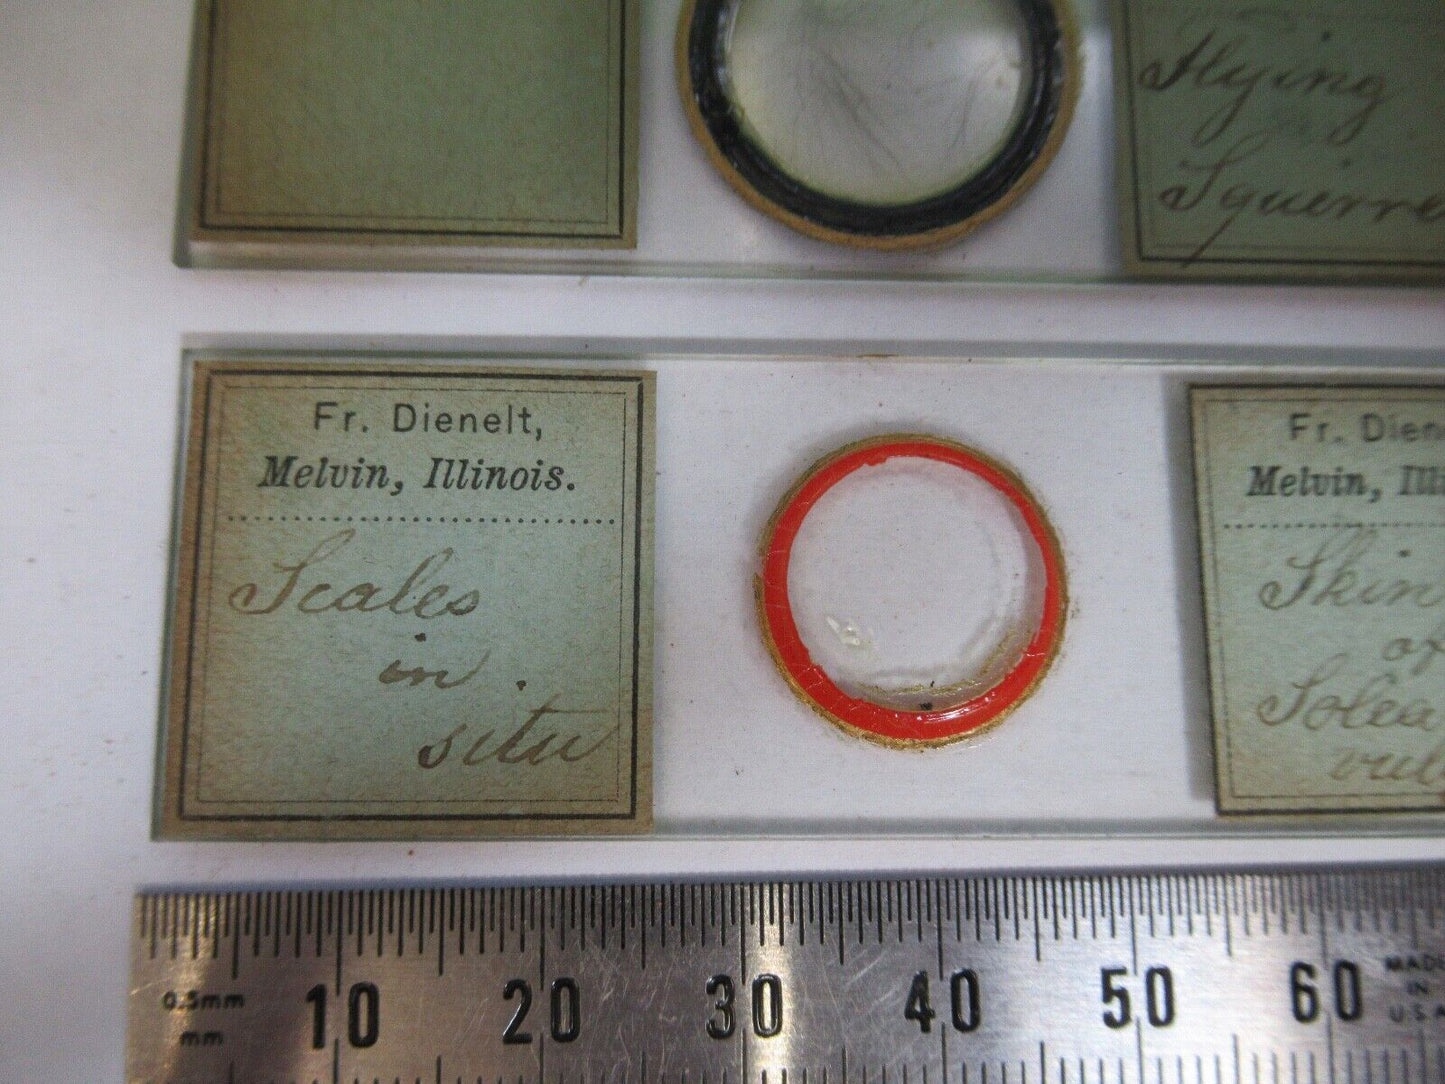 Flying
Squirre
Fr. Dienelt,
Melvin, Illinois.
Scales
in
situ
Fr. Dien
Melvin, Ill
Skin
of
Solea
vul
0.5mm
mm
10 20 30 40 50 60
MADE
IN
U.S.A